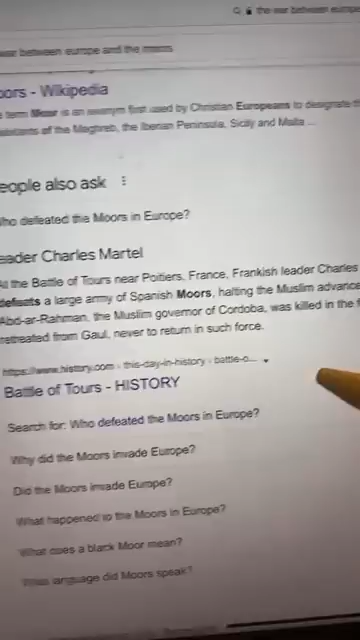 the war between europe
war between europe and the moors
oors - Wikipedia
term Moor is an exonym first used by Christian Europeans to designate
of the Maghreb, the Iberian Peninsula, Sicily and Malta ...
eople also ask
ho defeated the Moors in Europe?
eader Charles Martel
At the Battle of Tours near Poitiers, France, Frankish leader Charles
defeats a large army of Spanish Moors, halting the Muslim advance
Abd-ar-Rahman, the Muslim governor of Cordoba, was killed in the
retreated from Gaul, never to return in such force.
https://www.history.com › this-day-in-history › battle-o...
Battle of Tours - HISTORY
Search for: Who defeated the Moors in Europe?
Why did the Moors invade Europe?
Did the Moors invade Europe?
What happened to the Moors in Europe?
What does a black Moor mean?
What language did Moors speak?